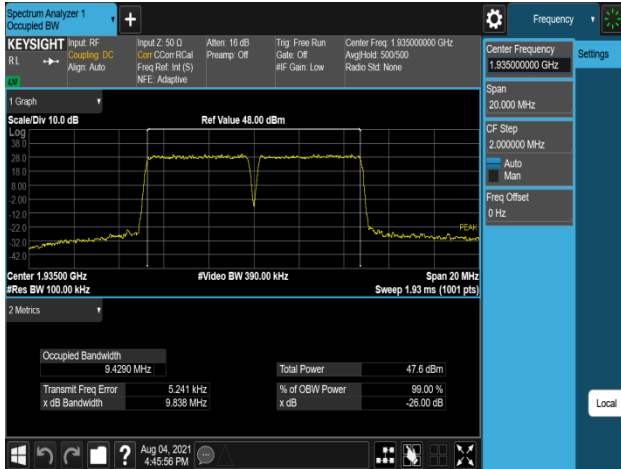 Spectrum Analyzer 1
Occupied BW
+
Frequency
KEYSIGHT
Input: RF
Input Z: 50 Ω
Atten: 16 dB
Trig: Free Run
Center Freq: 1.935000000 GHz
RL
Coupling: DC
Corr CCorr RCal
Preamp: Off
Gate: Off
Avg|Hold: 500/500
Align: Auto
Freq Ref: Int (S)
#IF Gain: Low
Radio Std: None
NFE: Adaptive
Center Frequency
1.935000000 GHz
Settings
Span
20.000 MHz
CF Step
2.000000 MHz
Auto
Man
Freq Offset
0 Hz
1 Graph
Scale/Div 10.0 dB
Ref Value 48.00 dBm
Log
38.0
28.0
18.0
8.00
-2.00
-12.0
-22.0
-32.0
-42.0
PEAK
Center 1.93500 GHz
#Video BW 390.00 kHz
Span 20 MHz
#Res BW 100.00 kHz
Sweep 1.93 ms (1001 pts)
2 Metrics
Occupied Bandwidth
9.4290 MHz
Total Power
47.6 dBm
Transmit Freq Error
5.241 kHz
% of OBW Power
99.00 %
x dB Bandwidth
9.838 MHz
x dB
-26.00 dB
Local
?
Aug 04, 2021
4:45:56 PM